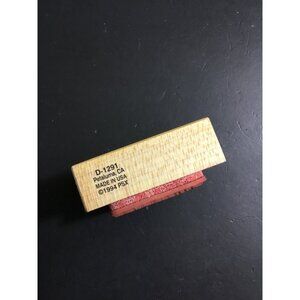 D-1291
Petaluma, CA
MADE IN USA
©1994 PSX